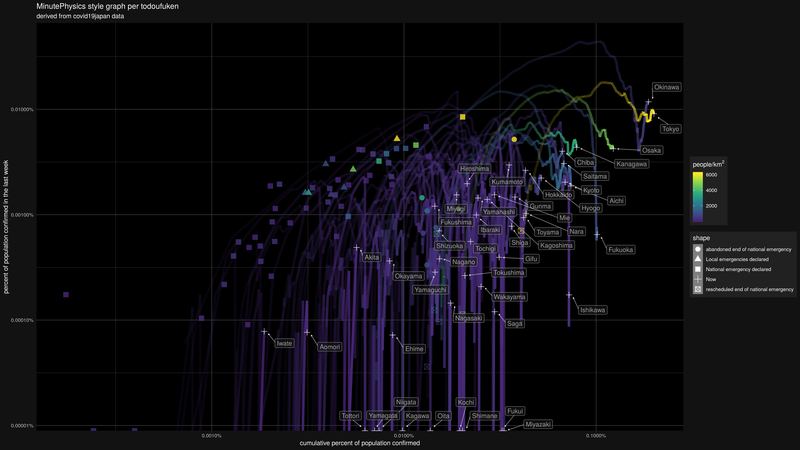 MinutePhysics style graph per todoufuken
derived from covid19japan data
percent of population confirmed in the last week
0.01000%
0.00100%
0.00010%
0.00001%
Okinawa
Tokyo
Osaka
Kanagawa
Chiba
Saitama
Hiroshima
Kumamoto
Kyoto
Hokkaido
Aichi
Hyogo
Gunma
Miyagi
Yamanashi
Mie
Fukushima
Ibaraki
Toyama
Nara
Shizuoka
Shiga
Kagoshima
Tochigi
Fukuoka
Akita
Nagano
Gifu
Okayama
Tokushima
Yamaguchi
Wakayama
Ishikawa
Nagasaki
Saga
Iwate
Aomori
Ehime
Niigata
Kochi
Fukui
Tottori
Yamagata
Kagawa
Oita
Shimane
Miyazaki
0.0010%
0.0100%
0.1000%
cumulative percent of population confirmed
people/km²
6000
4000
2000
shape
abandoned end of national emergency
Local emergencies declared
National emergency declared
Now
rescheduled end of national emergency